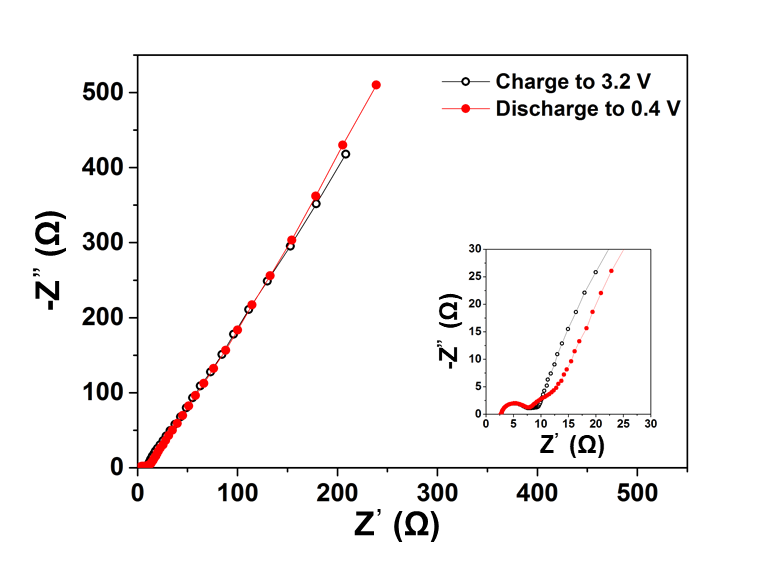 Charge to 3.2 V
Discharge to 0.4 V
500
400
300
200
100
0
-Z” (Ω)
0 100 200 300 400 500
Z’ (Ω)
30
25
20
15
10
5
0
-Z” (Ω)
0 5 10 15 20 25 30
Z’ (Ω)